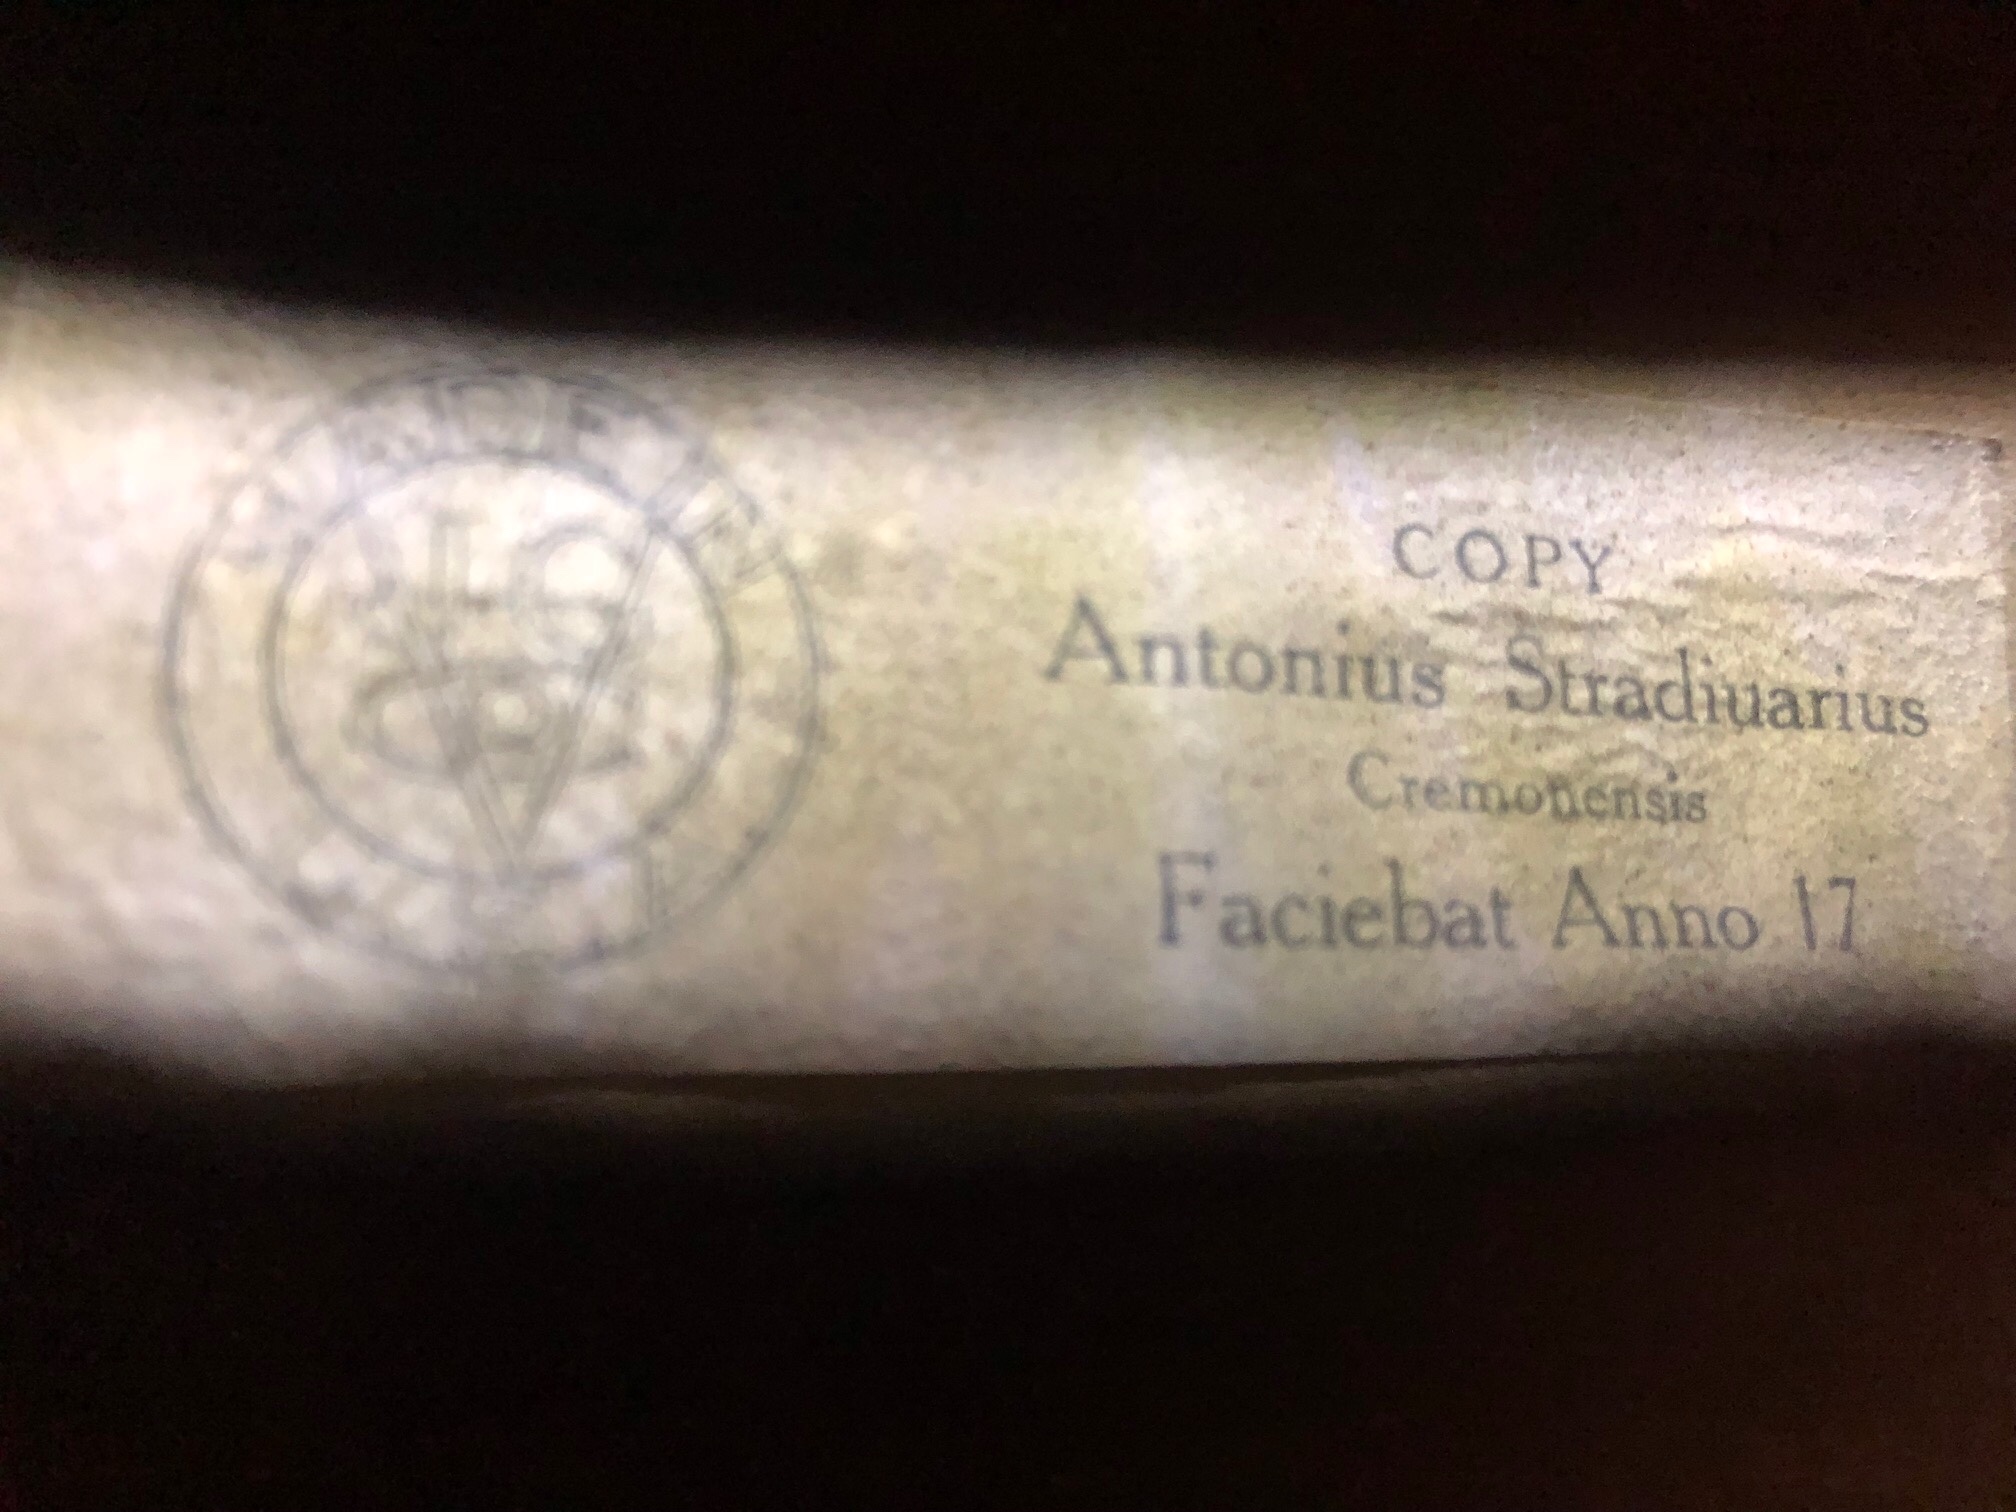 COPY
Antonius Stradiuarius
Cremonensis
Faciebat Anno 17